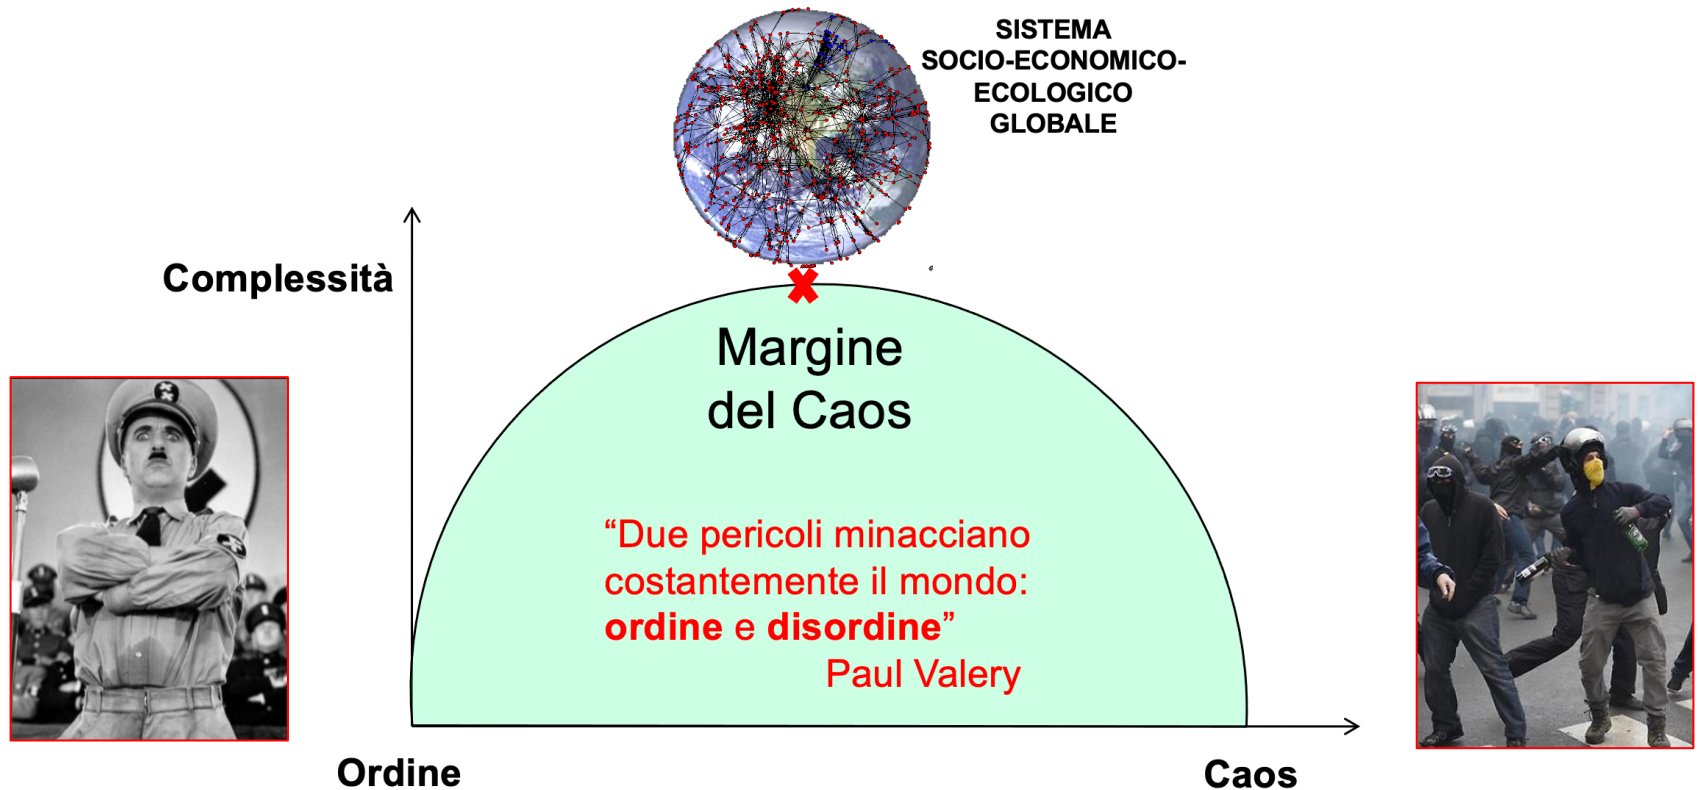 SISTEMA
SOCIO-ECONOMICO-
ECOLOGICO
GLOBALE
Complessità
Margine
del Caos
“Due pericoli minacciano
costantemente il mondo:
ordine e disordine”
Paul Valery
Ordine
Caos